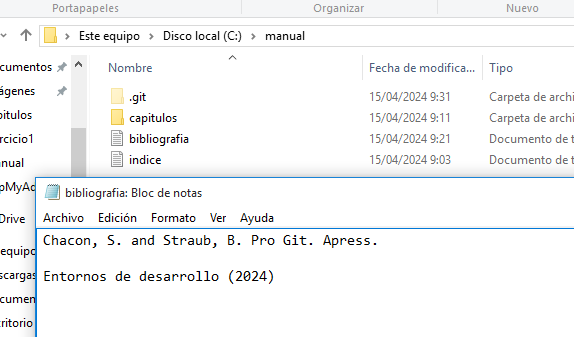 Portapapeles Organizar Nuevo
Este equipo > Disco local (C:) > manual
Nombre Fecha de modifica... Tipo
.git 15/04/2024 9:31 Carpeta de archi
capitulos 15/04/2024 9:11 Carpeta de archi
bibliografia 15/04/2024 9:21 Documento de t
indice 15/04/2024 9:03 Documento de t
cumentos
ágenes
pitulos
rcicio1
anual
pMyAd
Drive
equipo
scargas
cumen
critorio
bibliografia: Bloc de notas
Archivo Edición Formato Ver Ayuda
Chacon, S. and Straub, B. Pro Git. Apress.
Entornos de desarrollo (2024)